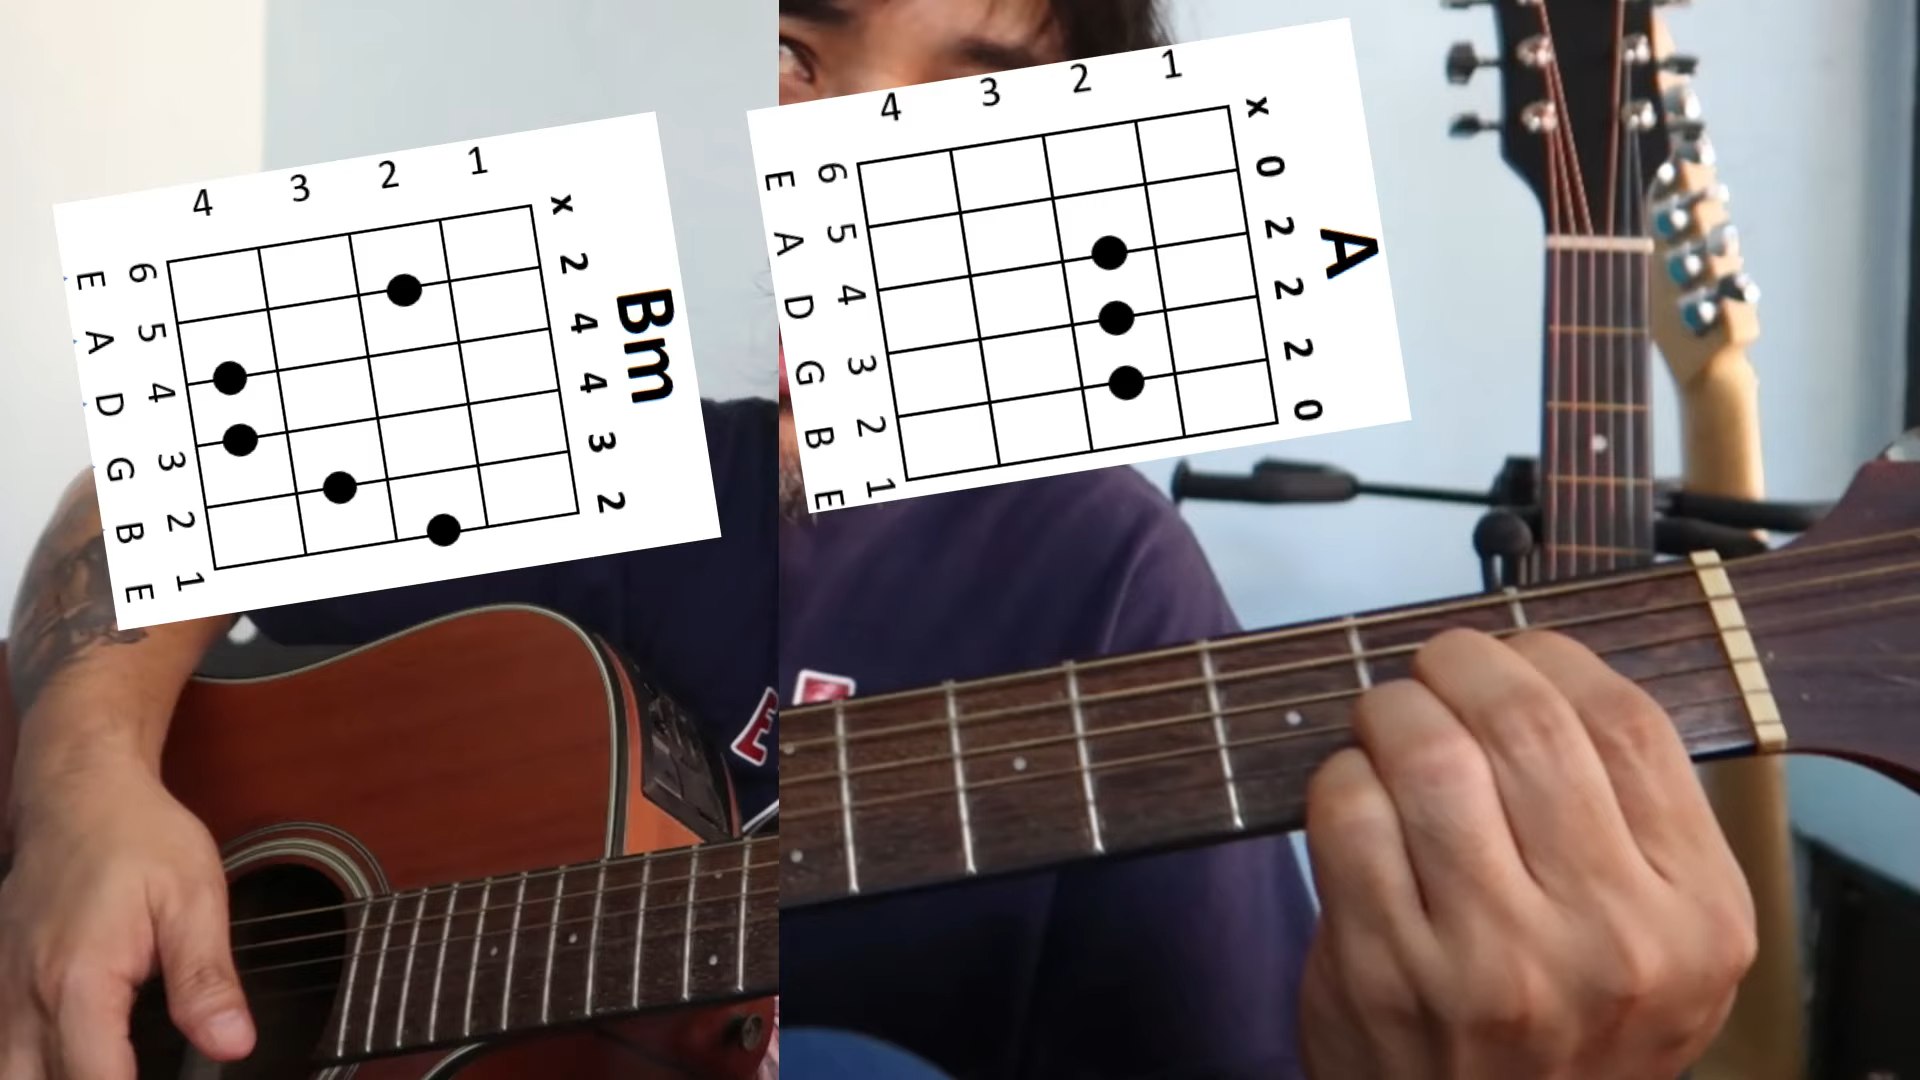 4 3 2 1
x 2 4 4 3 2
Bm
6 5 4 3 2 1
E A D G B E
4 3 2 1
x 0 2 2 2 0
A
6 5 4 3 2 1
E A D G B E